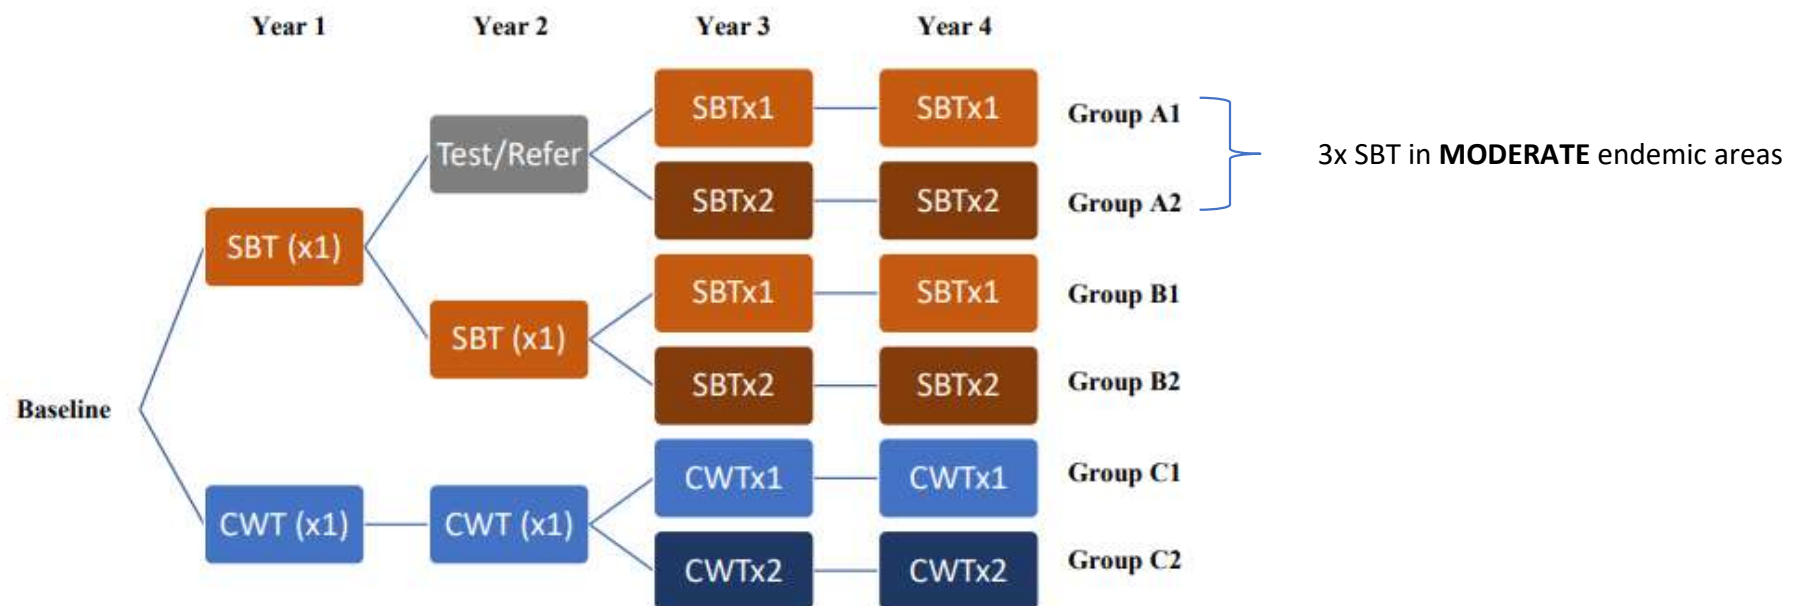 Year 1 Year 2 Year 3 Year 4
SBTx1 SBTx1 Group A1
Test/Refer
3x SBT in MODERATE endemic areas
SBTx2 SBTx2 Group A2
SBT (x1)
SBTx1 SBTx1 Group B1
SBT (x1)
SBTx2 SBTx2 Group B2
Baseline
CWTx1 CWTx1 Group C1
CWT (x1) CWT (x1)
CWTx2 CWTx2 Group C2